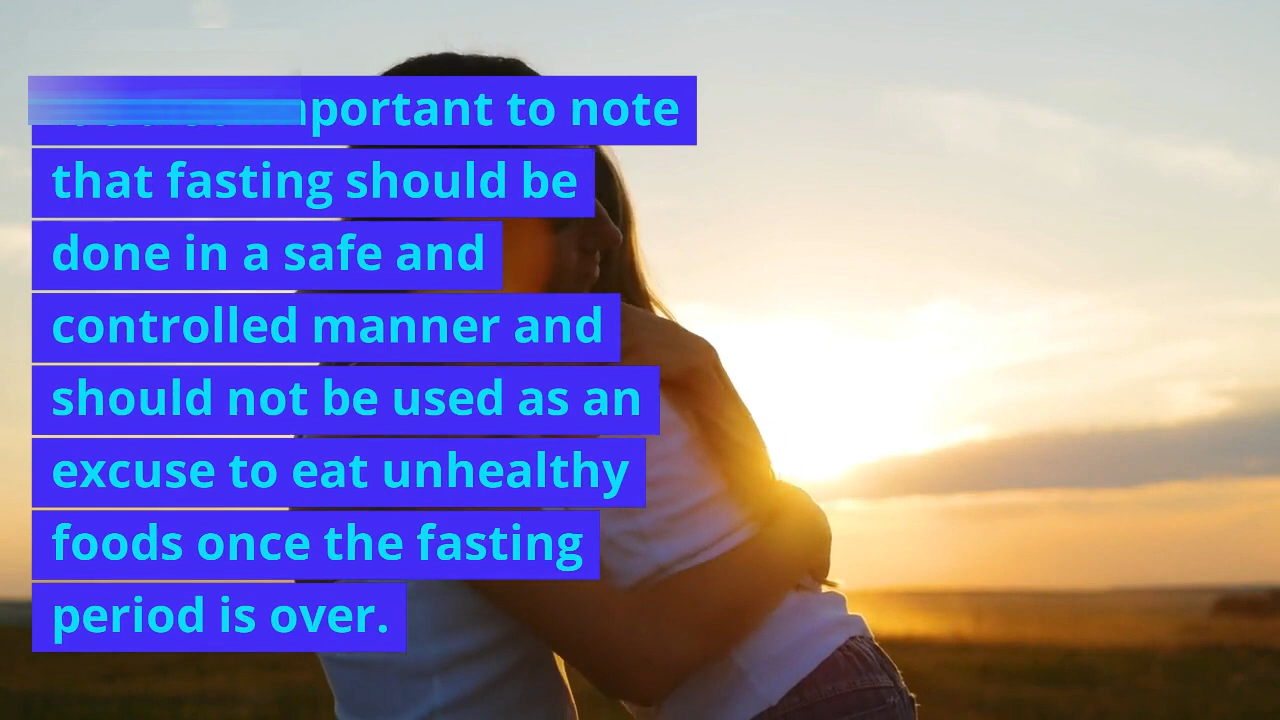 important to note
that fasting should be
done in a safe and
controlled manner and
should not be used as an
excuse to eat unhealthy
foods once the fasting
period is over.